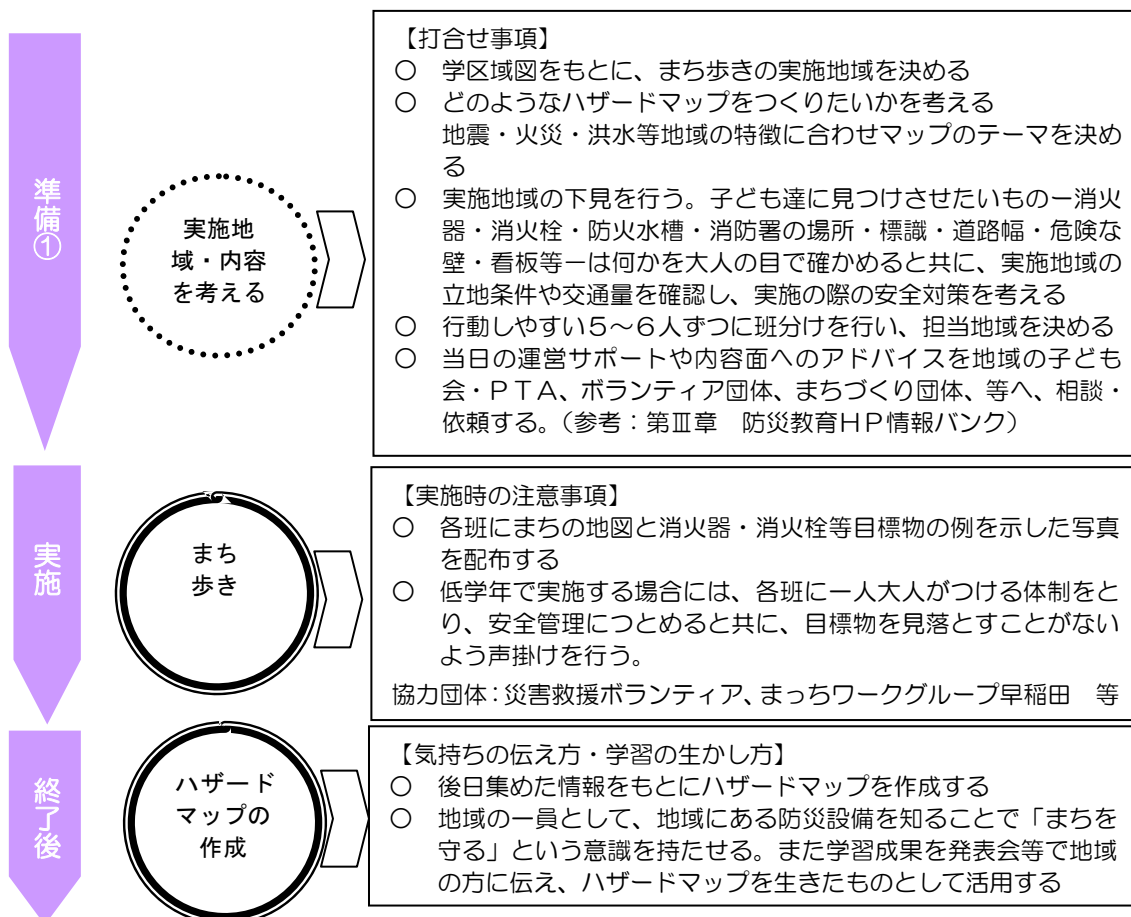 準備①
実施地
域・内容
を考える
【打合せ事項】
○　学区域図をもとに、まち歩きの実施地域を決める
○　どのようなハザードマップをつくりたいかを考える
地震・火災・洪水等地域の特徴に合わせマップのテーマを決め
る
○　実施地域の下見を行う。子ども達に見つけさせたいものー消火
器・消火栓・防火水槽・消防署の場所・標識・道路幅・危険な
壁・看板等ーは何かを大人の目で確かめると共に、実施地域の
立地条件や交通量を確認し、実施の際の安全対策を考える
○　行動しやすい５～６人ずつに班分けを行い、担当地域を決める
○　当日の運営サポートや内容面へのアドバイスを地域の子ども
会・ＰＴＡ、ボランティア団体、まちづくり団体、等へ、相談・
依頼する。（参考：第Ⅲ章　防災教育ＨＰ情報バンク）
実施
まち
歩き
【実施時の注意事項】
○　各班にまちの地図と消火器・消火栓等目標物の例を示した写真
を配布する
○　低学年で実施する場合には、各班に一人大人がつける体制をと
り、安全管理につとめると共に、目標物を見落とすことがない
よう声掛けを行う。
協力団体：災害救援ボランティア、まっちワークグループ早稲田　等
終了後
ハザード
マップの
作成
【気持ちの伝え方・学習の生かし方】
○　後日集めた情報をもとにハザードマップを作成する
○　地域の一員として、地域にある防災設備を知ることで「まちを
守る」という意識を持たせる。また学習成果を発表会等で地域
の方に伝え、ハザードマップを生きたものとして活用する